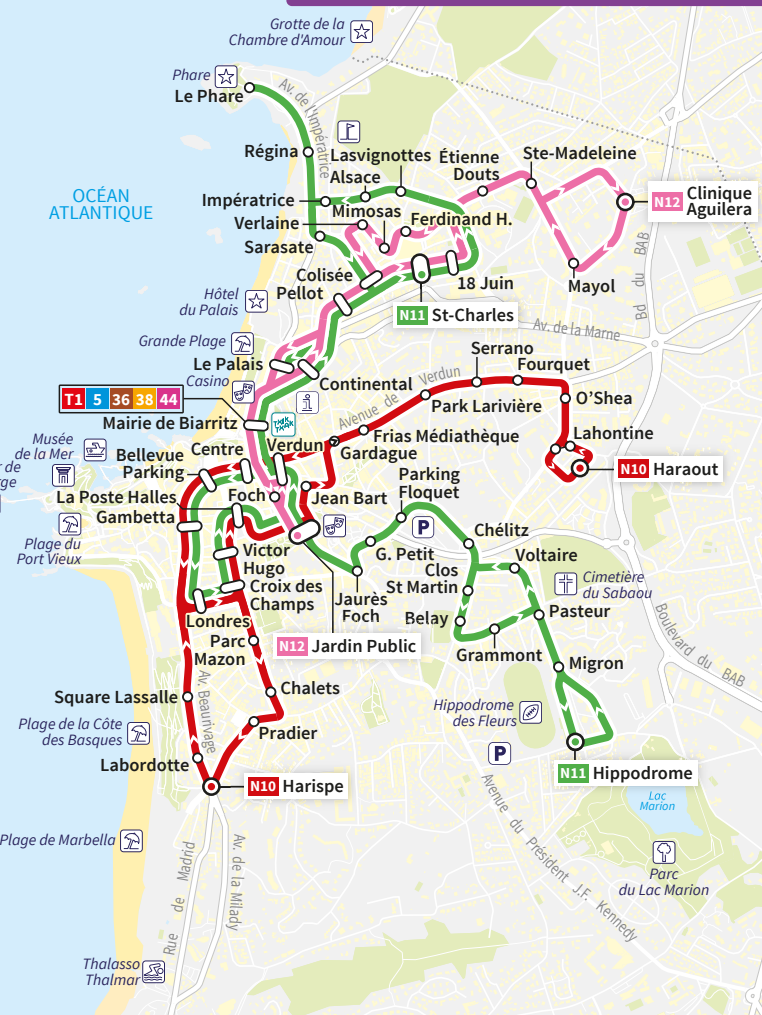 Grotte de la
Chambre d'Amour
Phare
Le Phare
Av. de l'Impératrice
Régina
Lasvignottes
Alsace
Étienne
Douts
Ste-Madeleine
OCÉAN
ATLANTIQUE
Impératrice
Verlaine
Mimosas
Ferdinand H.
Sarasate
N12 Clinique
Aguilera
Bd du BAB
Colisée
Pellot
18 Juin
Mayol
Hôtel
du Palais
N11 St-Charles
Av. de la Marne
Grande Plage
Le Palais
Casino
Serrano
Fourquet
Continental
Avenue de Verdun
Park Larivière
O'Shea
T1 5 36 38 44
Mairie de Biarritz
TXIK TXAK
Frias Médiathèque
Gardague
Lahontine
N10 Haraout
Musée
de la Mer
r de
rge
Centre
Verdun
Bellevue
Parking
Foch
Jean Bart
Parking
Floquet
La Poste Halles
Gambetta
Plage du
Port Vieux
P
Chélitz
G. Petit
Victor
Hugo
Croix des
Champs
Jaurès
Foch
Clos
St Martin
Voltaire
Cimetière
du Sabaou
Londres
Parc
Mazon
N12 Jardin Public
Belay
Pasteur
Grammont
Migron
Boulevard du BAB
Av. Beaurivage
Square Lassalle
Chalets
Plage de la Côte
des Basques
Pradier
Hippodrome
des Fleurs
P
Labordotte
N10 Harispe
N11 Hippodrome
Lac
Marion
Avenue du Président J.F. Kennedy
Plage de Marbella
Rue de Madrid
Av. de la Milady
Parc
du Lac Marion
Thalasso
Thalmar